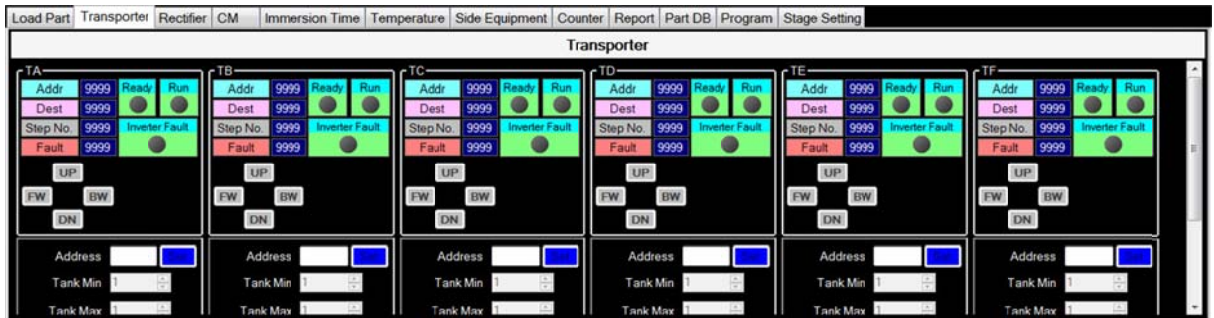 Load Part Transporter Rectifier CM Immersion Time Temperature Side Equipment Counter Report Part DB Program Stage Setting
Transporter
TA TB TC TD TE TF
Addr 9999 Ready Run Addr 9999 Ready Run Addr 9999 Ready Run Addr 9999 Ready Run Addr 9999 Ready Run Addr 9999 Ready Run
Dest 9999 Dest 9999 Dest 9999 Dest 9999 Dest 9999 Dest 9999
Step No. 9999 Inverter Fault Step No. 9999 Inverter Fault Step No. 9999 Inverter Fault Step No. 9999 Inverter Fault Step No. 9999 Inverter Fault Step No. 9999 Inverter Fault
Fault 9999 Fault 9999 Fault 9999 Fault 9999 Fault 9999 Fault 9999
UP UP UP UP UP UP
FW BW FW BW FW BW FW BW FW BW FW BW
DN DN DN DN DN DN
Address Address Address Address Address Address
Tank Min 1 Tank Min 1 Tank Min 1 Tank Min 1 Tank Min 1 Tank Min 1
Tank Max 1 Tank Max 1 Tank Max 1 Tank Max 1 Tank Max 1 Tank Max 1